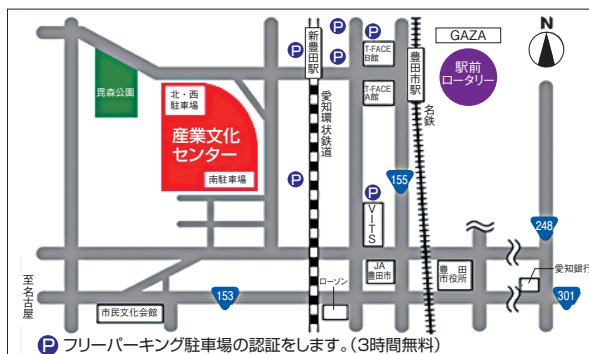 N
GAZA
新豊田駅
P
P
P
P
T-FACE
B館
T-FACE
A館
豊田市駅
駅前
ロータリー
名鉄
愛知環状鉄道
毘森公園
北・西
駐車場
産業文化
センター
南駐車場
P
P
155
VITS
248
JA
豊田市
豊田
市役所
愛知銀行
至名古屋
153
ローソン
301
市民文化会館
P フリーパーキング駐車場の認証をします。(3時間無料)